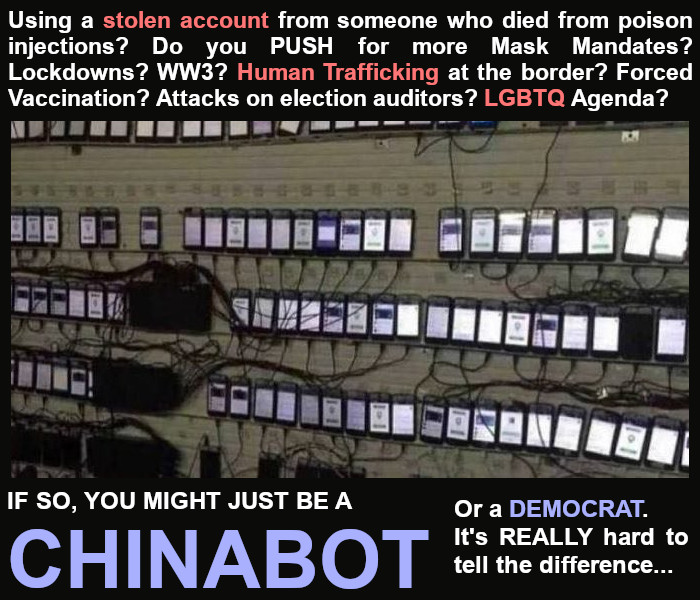 Using a stolen account from someone who died from poison
injections? Do you PUSH for more Mask Mandates?
Lockdowns? WW3? Human Trafficking at the border? Forced
Vaccination? Attacks on election auditors? LGBTQ Agenda?
IF SO, YOU MIGHT JUST BE A
CHINABOT
Or a DEMOCRAT.
It's REALLY hard to
tell the difference...